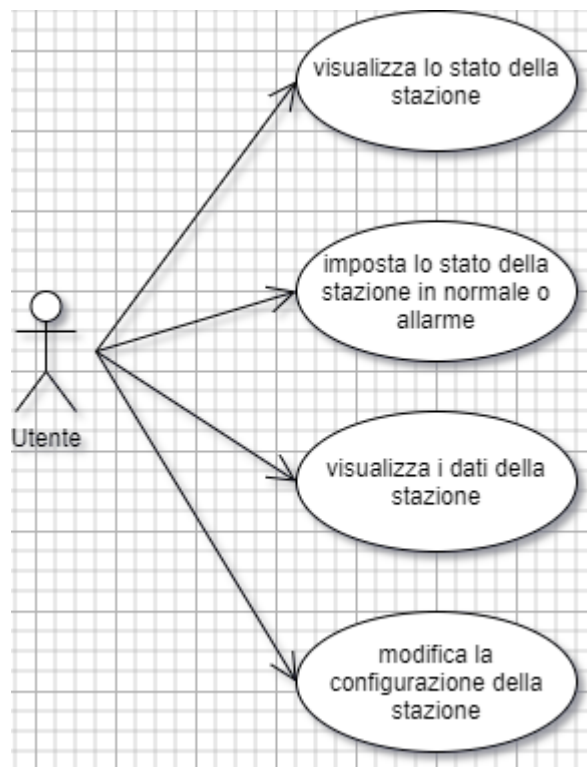 visualizza lo stato della
stazione
imposta lo stato della
stazione in normale o
allarme
Utente
visualizza i dati della
stazione
modifica la
configurazione della
stazione